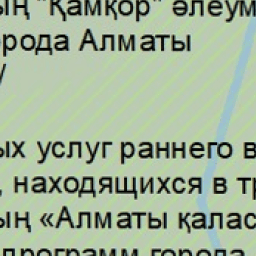 ың "Қамқор" әлеум
орода Алматы
у
ых услуг раннего в
, находящихся в тр
ың «Алматы қалас
программ города